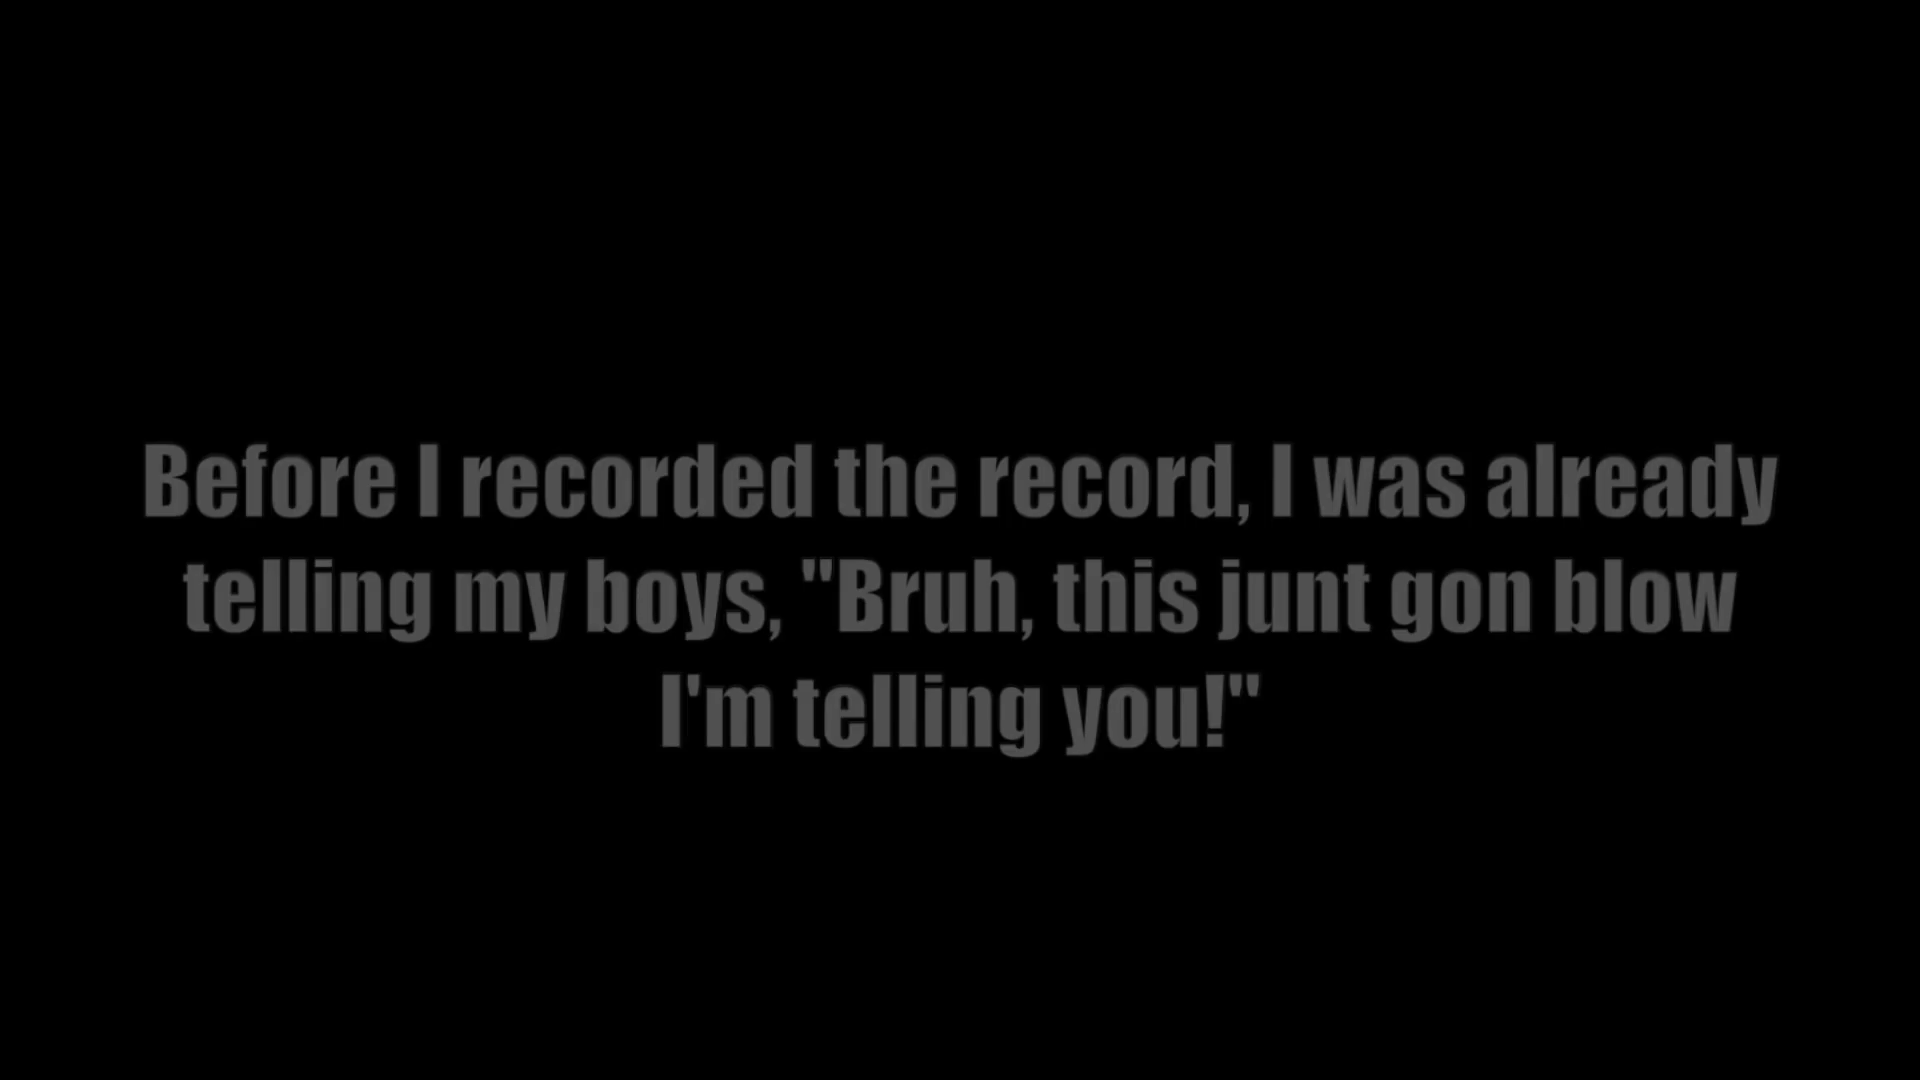 Before I recorded the record, I was already
telling my boys, "Bruh, this junt gon blow
I'm telling you!"